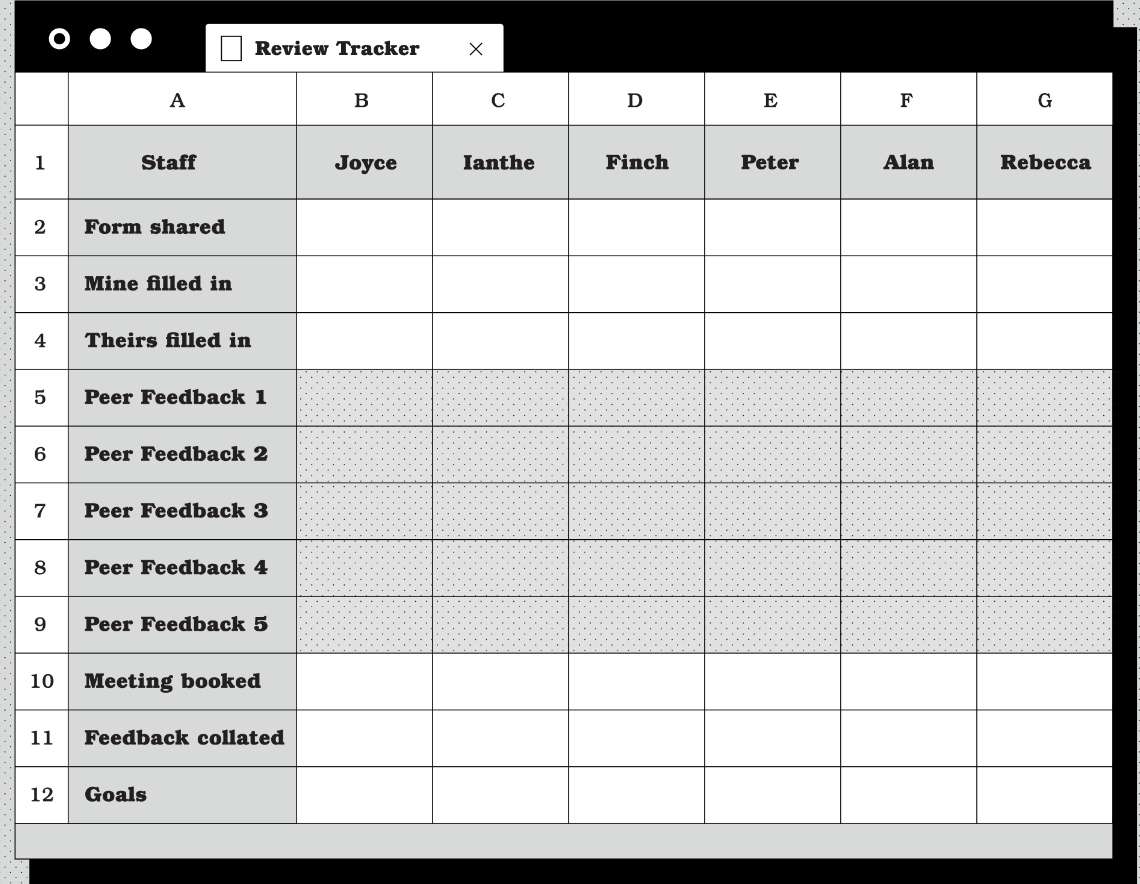 Review Tracker
A B C D E F G
1 Staff Joyce Ianthe Finch Peter Alan Rebecca
2 Form shared
3 Mine filled in
4 Theirs filled in
5 Peer Feedback 1
6 Peer Feedback 2
7 Peer Feedback 3
8 Peer Feedback 4
9 Peer Feedback 5
10 Meeting booked
11 Feedback collated
12 Goals